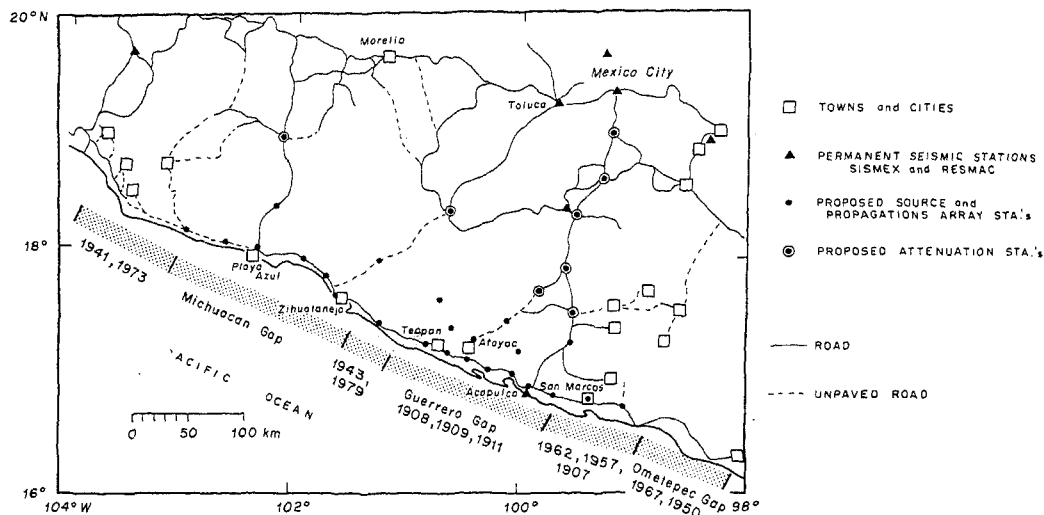 20°N
Morelia
Mexico City
Toluca
18°
Playa
Azul
Zihuatanejo
Tecpan
Atoyac
San Marcos
Acapulco
1941, 1973
Michuacan Gap
1943,
1979
Guerrero Gap
1908, 1909, 1911
1962, 1957,
1907
Ometepec Gap
1967, 1950
ACIFIC
OCEAN
0 50 100 km
16°
104°W
102°
100°
98°
TOWNS and CITIES
PERMANENT SEISMIC STATIONS
SISMEX and RESMAC
PROPOSED SOURCE and
PROPAGATIONS ARRAY STA.'s
PROPOSED ATTENUATION STA.'s
ROAD
UNPAVED ROAD